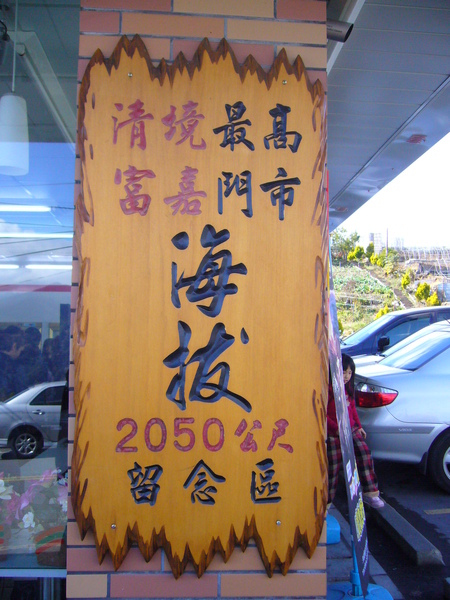 清境最高
富嘉門市
海拔
2050公尺
留念區